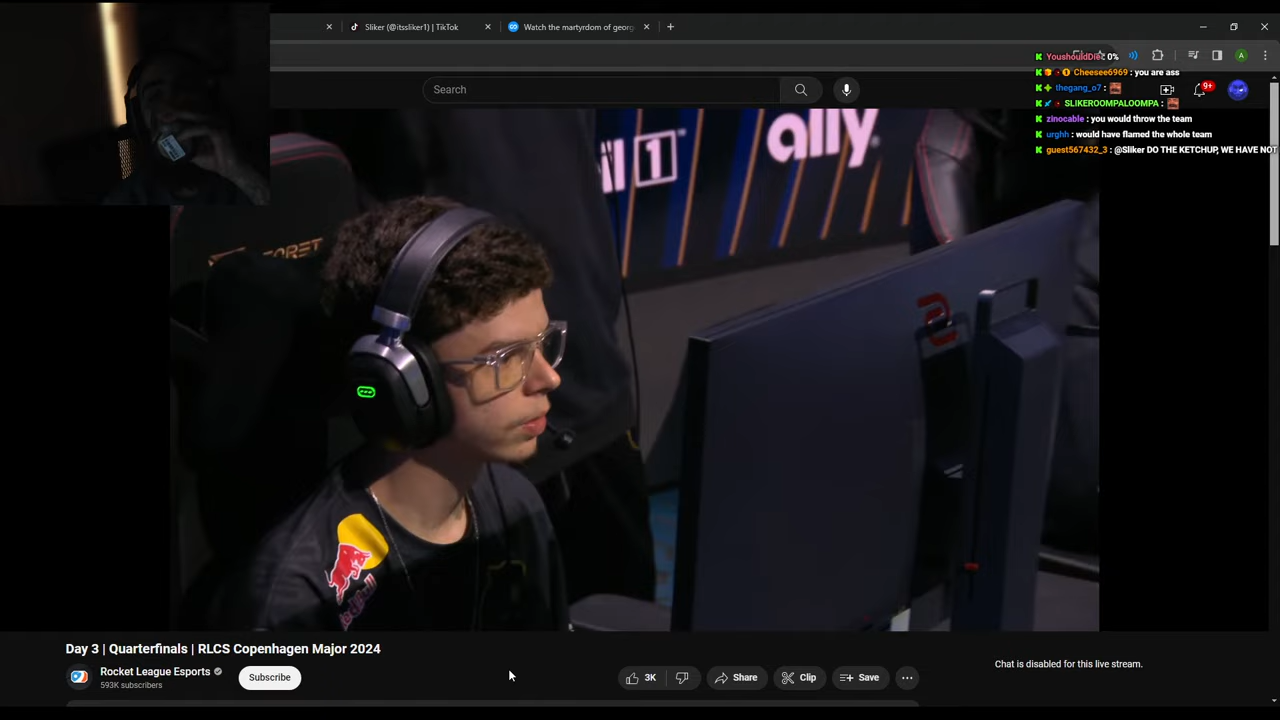 Sliker (@itssliker1) | TikTok
Watch the martyrdom of georg
YoushouldDie: 0%
Search
9+
A
Cheesee6969 : you are ass
thegang_o7 :
SLIKEROOMPALOOMPA :
zinocable : you would throw the team
urghh : would have flamed the whole team
guest567432_3 : @Sliker DO THE KETCHUP, WE HAVE NOT
1
ally
Day 3 | Quarterfinals | RLCS Copenhagen Major 2024
Rocket League Esports
593K subscribers
Subscribe
3K
Share
Clip
Save
Chat is disabled for this live stream.